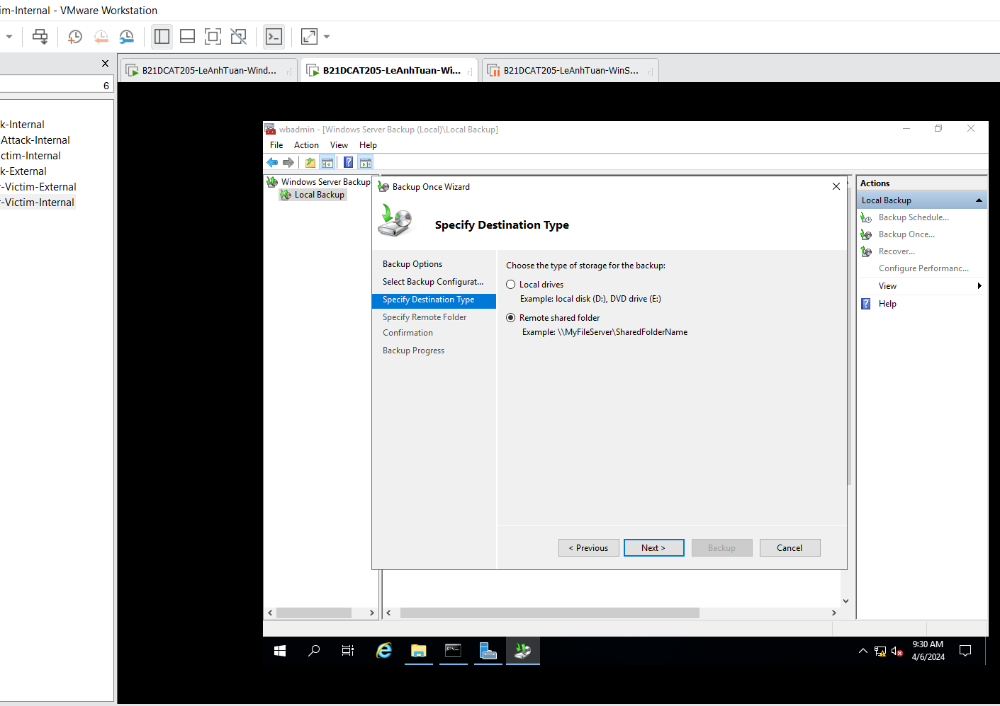 im-Internal - VMware Workstation
6
B21DCAT205-LeAnhTuan-Wind...
B21DCAT205-LeAnhTuan-Wi...
B21DCAT205-LeAnhTuan-WinS...
k-Internal
Attack-Internal
ctim-Internal
k-External
r-Victim-External
r-Victim-Internal
wbadmin - [Windows Server Backup (Local)\Local Backup]
File Action View Help
Windows Server Backup
Local Backup
Backup Once Wizard
Specify Destination Type
Backup Options
Select Backup Configurat...
Specify Destination Type
Specify Remote Folder
Confirmation
Backup Progress
Choose the type of storage for the backup:
Local drives
Example: local disk (D:), DVD drive (E:)
Remote shared folder
Example: \\MyFileServer\SharedFolderName
< Previous
Next >
Backup
Cancel
Actions
Local Backup
Backup Schedule...
Backup Once...
Recover...
Configure Performanc...
View
Help
9:30 AM
4/6/2024